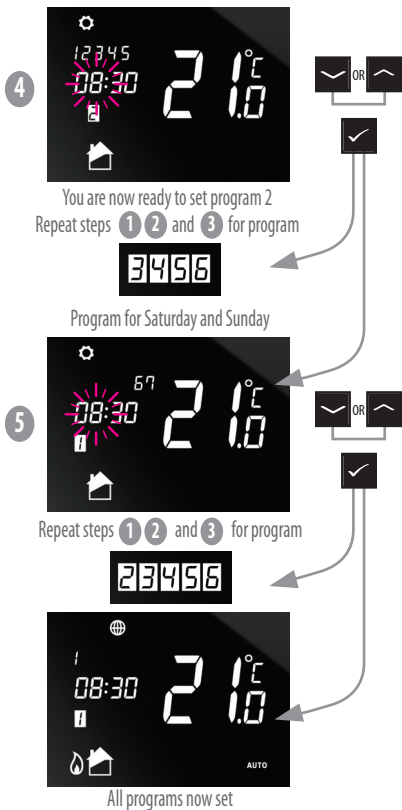 4
12345
08:30
2
21.0°C
OR
You are now ready to set program 2
Repeat steps 1 2 and 3 for program
3456
Program for Saturday and Sunday
5
67
08:30
1
21.0°C
OR
Repeat steps 1 2 and 3 for program
23456
1
08:30
1
21.0°C
AUTO
All programs now set